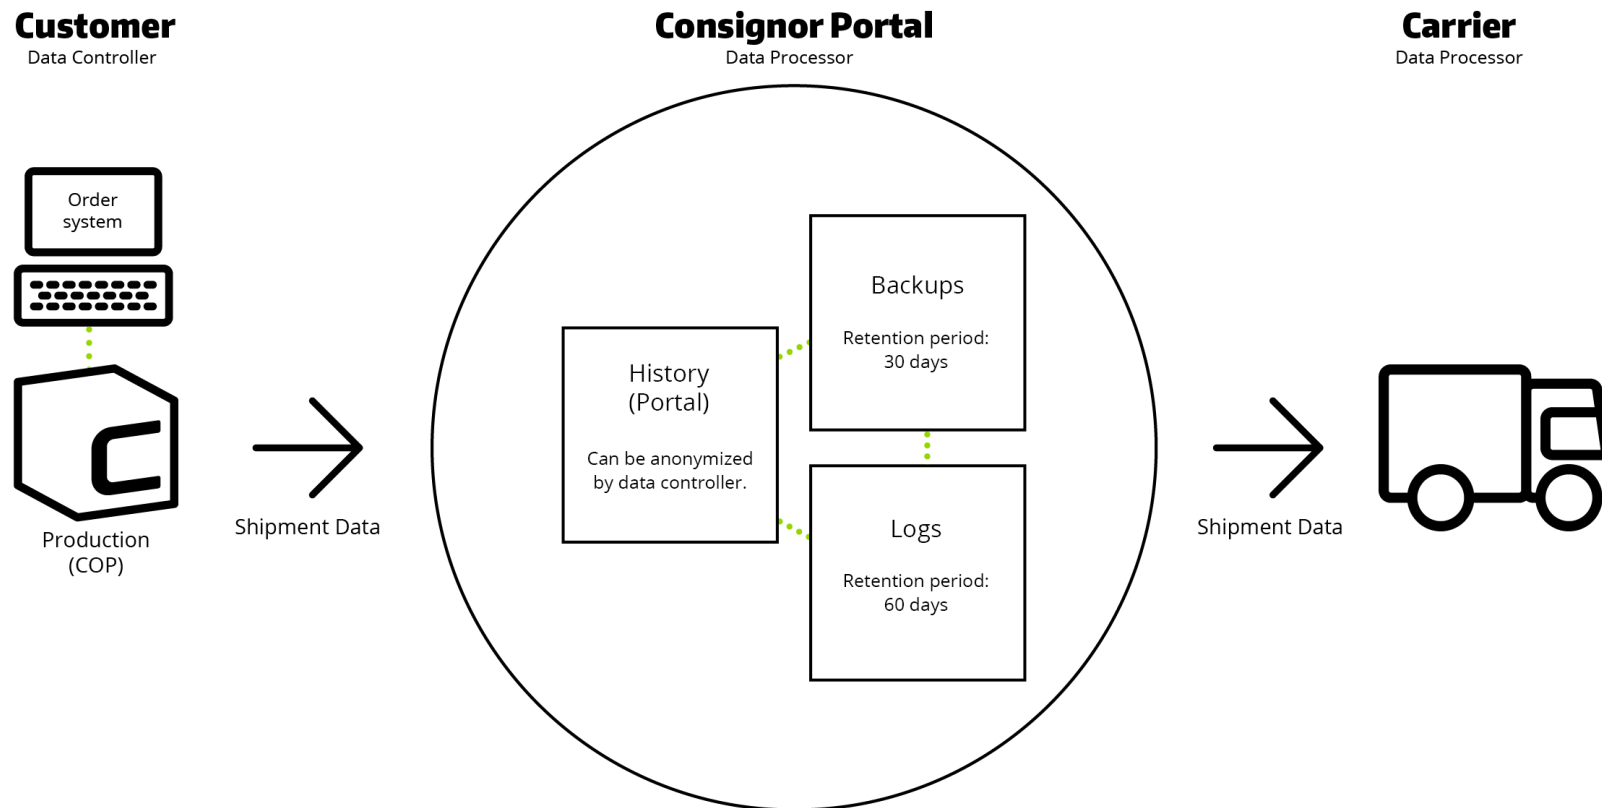 Customer
Data Controller
Consignor Portal
Data Processor
Carrier
Data Processor
Order
system
Production
(COP)
Shipment Data
History
(Portal)
Can be anonymized
by data controller.
Backups
Retention period:
30 days
Logs
Retention period:
60 days
Shipment Data